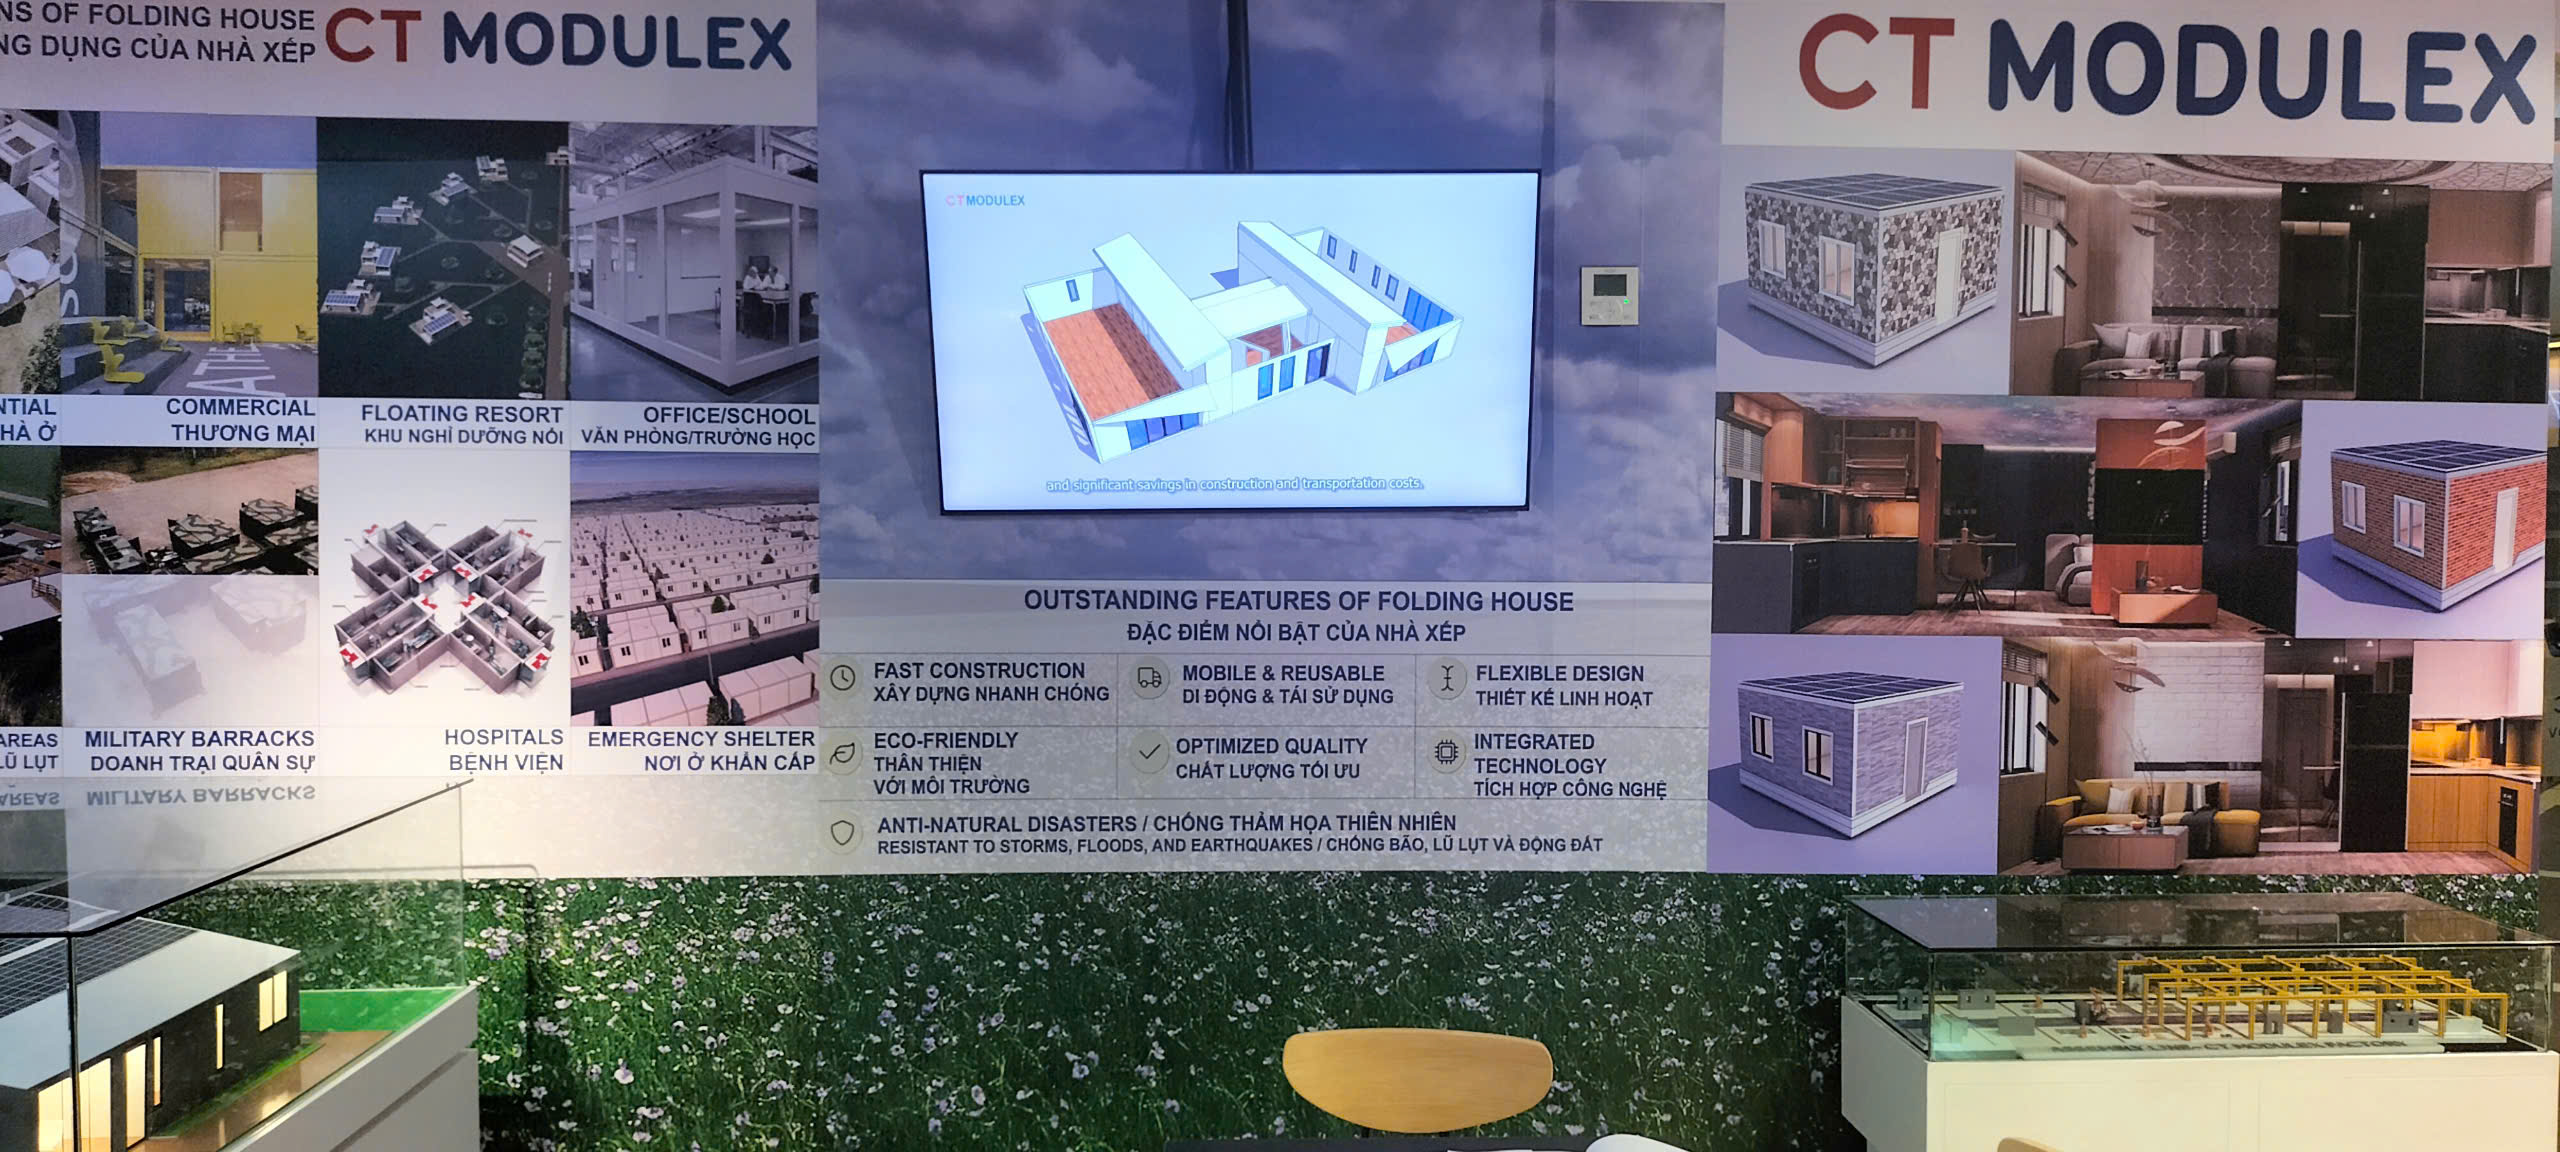 NS OF FOLDING HOUSE
NG DỤNG CỦA NHÀ XẾP
CT MODULEX
NTIAL
HÀ Ở
COMMERCIAL
THƯƠNG MẠI
FLOATING RESORT
KHU NGHỈ DƯỠNG NỔI
OFFICE/SCHOOL
VĂN PHÒNG/TRƯỜNG HỌC
AREAS
LŨ LỤT
MILITARY BARRACKS
DOANH TRẠI QUÂN SỰ
HOSPITALS
BỆNH VIỆN
EMERGENCY SHELTER
NƠI Ở KHẨN CẤP
CTMODULEX
and significant savings in construction and transportation costs.
OUTSTANDING FEATURES OF FOLDING HOUSE
ĐẶC ĐIỂM NỔI BẬT CỦA NHÀ XẾP
FAST CONSTRUCTION
XÂY DỰNG NHANH CHÓNG
MOBILE & REUSABLE
DI ĐỘNG & TÁI SỬ DỤNG
FLEXIBLE DESIGN
THIẾT KẾ LINH HOẠT
ECO-FRIENDLY
THÂN THIỆN
VỚI MÔI TRƯỜNG
OPTIMIZED QUALITY
CHẤT LƯỢNG TỐI ƯU
INTEGRATED
TECHNOLOGY
TÍCH HỢP CÔNG NGHỆ
ANTI-NATURAL DISASTERS / CHỐNG THẢM HỌA THIÊN NHIÊN
RESISTANT TO STORMS, FLOODS, AND EARTHQUAKES / CHỐNG BÃO, LŨ LỤT VÀ ĐỘNG ĐẤT
CT MODULEX
ASSEMBLY LINE - CT MODULEX FACTORY